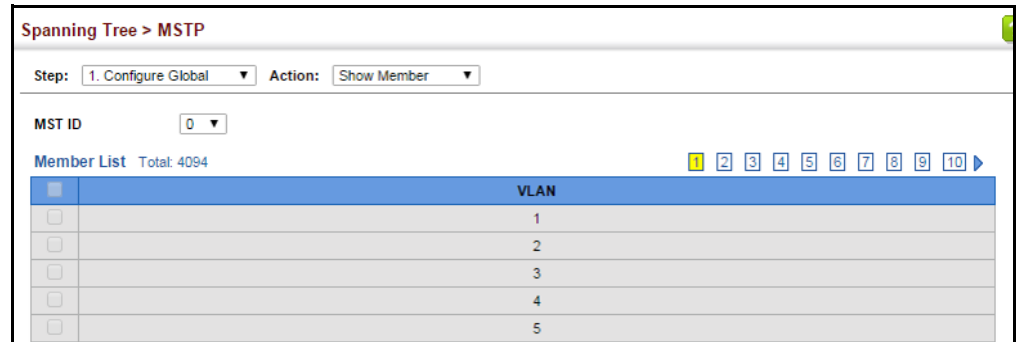 Spanning Tree > MSTP
Step: 1. Configure Global Action: Show Member
MST ID 0
Member List Total: 4094 1 2 3 4 5 6 7 8 9 10
VLAN
1
2
3
4
5